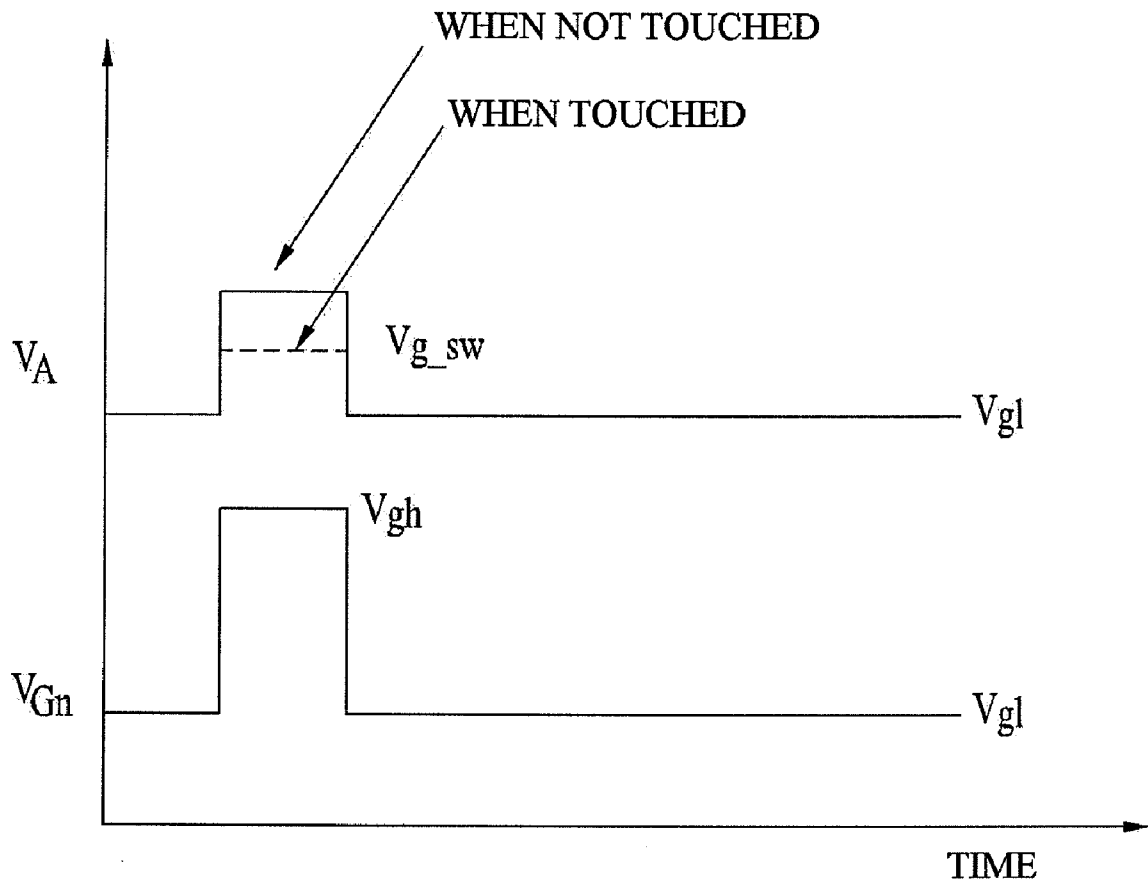 WHEN NOT TOUCHED
WHEN TOUCHED
Vg_sw
VA
Vgl
Vgh
VGn
Vgl
TIME